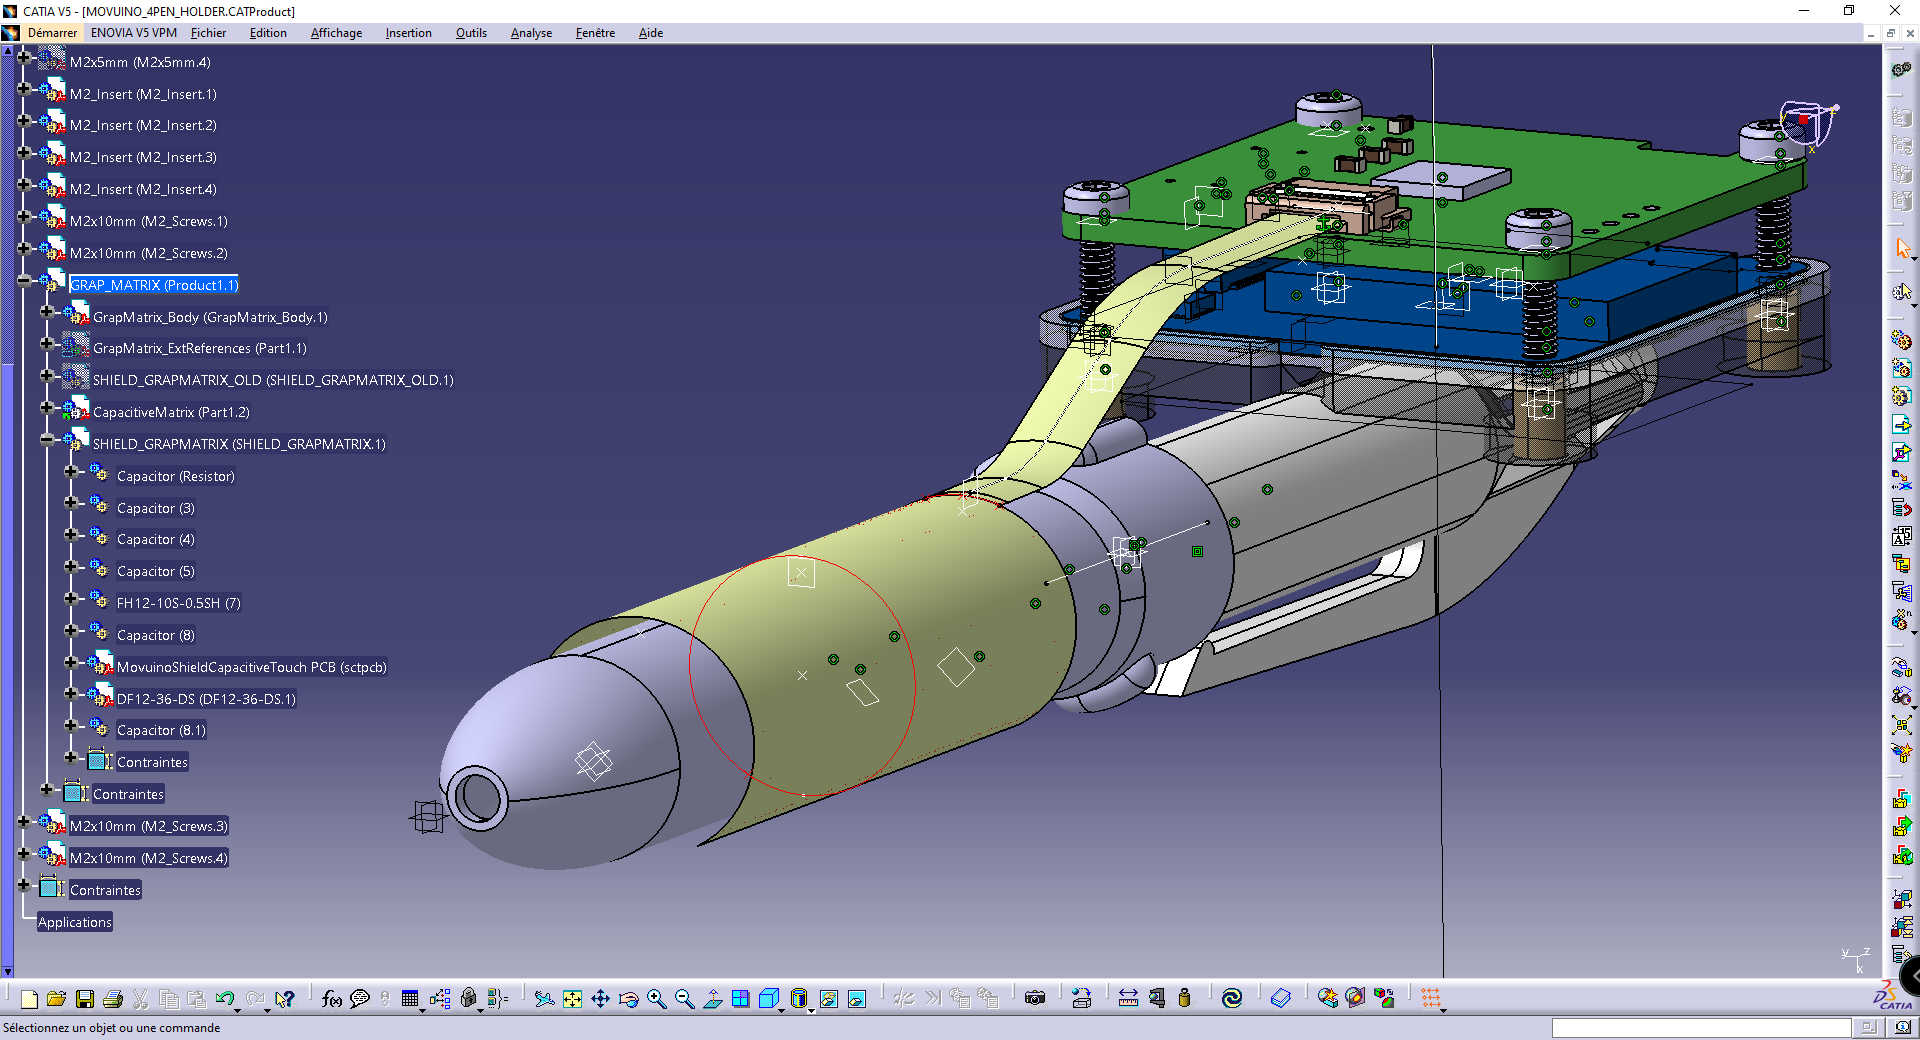 CATIA V5 - [MOVUINO_4PEN_HOLDER.CATProduct]
Démarrer ENOVIA V5 VPM Fichier Edition Affichage Insertion Outils Analyse Fenêtre Aide
M2x5mm (M2x5mm.4)
M2_Insert (M2_Insert.1)
M2_Insert (M2_Insert.2)
M2_Insert (M2_Insert.3)
M2_Insert (M2_Insert.4)
M2x10mm (M2_Screws.1)
M2x10mm (M2_Screws.2)
GRAP_MATRIX (Product1.1)
GrapMatrix_Body (GrapMatrix_Body.1)
GrapMatrix_ExtReferences (Part1.1)
SHIELD_GRAPMATRIX_OLD (SHIELD_GRAPMATRIX_OLD.1)
CapacitiveMatrix (Part1.2)
SHIELD_GRAPMATRIX (SHIELD_GRAPMATRIX.1)
Capacitor (Resistor)
Capacitor (3)
Capacitor (4)
Capacitor (5)
FH12-10S-0.5SH (7)
Capacitor (8)
MovuinoShieldCapacitiveTouch PCB (sctpcb)
DF12-36-DS (DF12-36-DS.1)
Capacitor (8.1)
Contraintes
Contraintes
M2x10mm (M2_Screws.3)
M2x10mm (M2_Screws.4)
Contraintes
Applications
y z
x
f(x)
CATIA
Sélectionnez un objet ou une commande